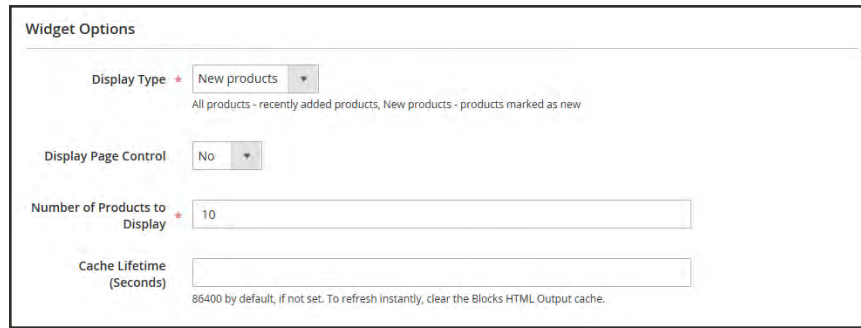 Widget Options
Display Type *
New products
All products - recently added products, New products - products marked as new
Display Page Control
No
Number of Products to
Display *
10
Cache Lifetime
(Seconds)
86400 by default, if not set. To refresh instantly, clear the Blocks HTML Output cache.